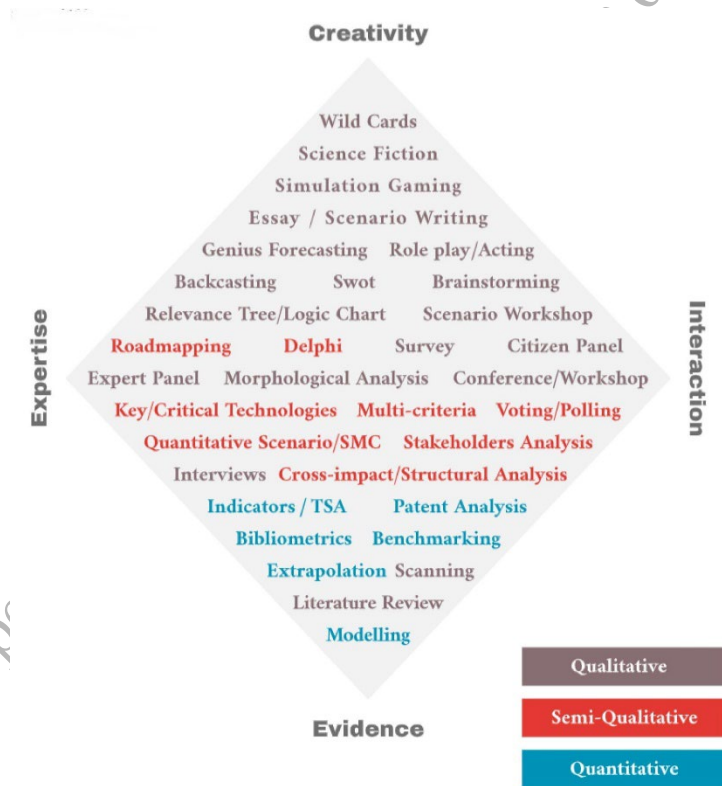 Creativity
Wild Cards
Science Fiction
Simulation Gaming
Essay / Scenario Writing
Genius Forecasting Role play/Acting
Backcasting Swot Brainstorming
Relevance Tree/Logic Chart Scenario Workshop
Roadmapping Delphi Survey Citizen Panel
Expert Panel Morphological Analysis Conference/Workshop
Key/Critical Technologies Multi-criteria Voting/Polling
Quantitative Scenario/SMC Stakeholders Analysis
Interviews Cross-impact/Structural Analysis
Indicators / TSA Patent Analysis
Bibliometrics Benchmarking
Extrapolation Scanning
Literature Review
Modelling
Expertise
Interaction
Evidence
Qualitative
Semi-Qualitative
Quantitative